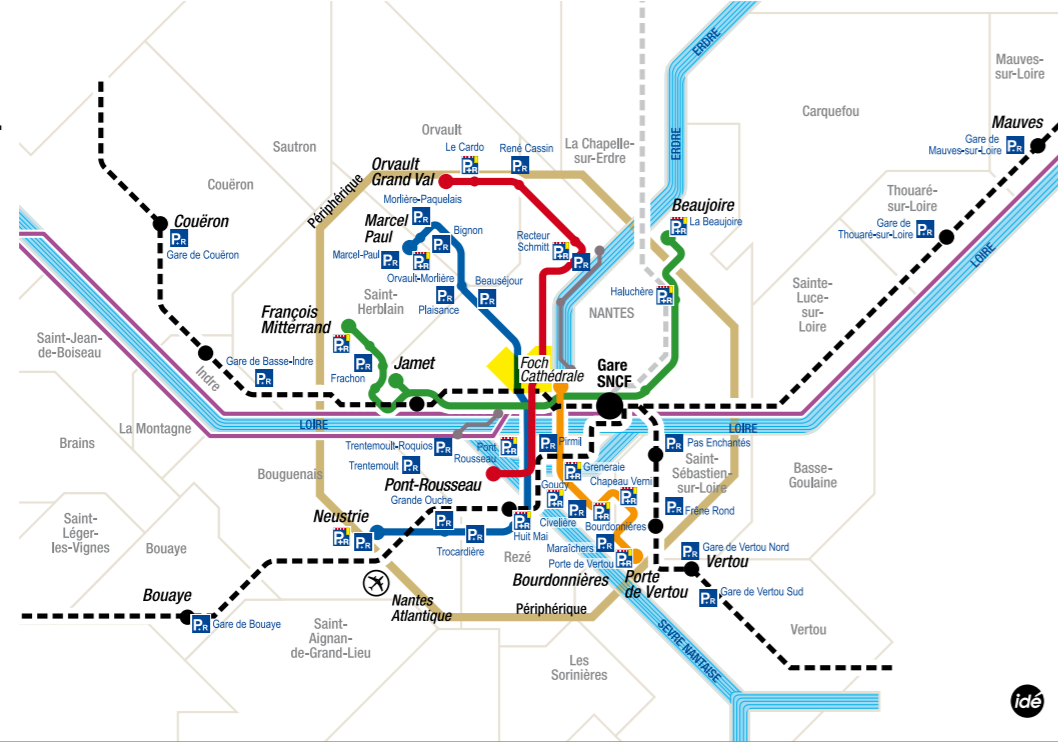 ERDRE
Mauves-
sur-Loire
Carquefou
Mauves
Gare de
Mauves-sur-Loire
Orvault
Le Cardo
René Cassin
La Chapelle-
sur-Erdre
ERDRE
Sautron
Orvault
Grand Val
Périphérique
Couëron
Morlière-Paquelais
Marcel
Paul
Bignon
Beaujoire
La Beaujoire
Thouaré-
sur-Loire
Gare de
Thouaré-sur-Loire
Couëron
Gare de Couëron
Marcel-Paul
Orvault-Morlière
Recteur
Schmitt
LOIRE
Beauséjour
Plaisance
Haluchère
Saint-
Herblain
NANTES
Sainte-
Luce-
sur-
Loire
François
Mitterrand
Saint-Jean-
de-Boiseau
Gare de Basse-Indre
Indre
Frachon
Jamet
Foch
Cathédrale
Gare
SNCF
LOIRE
LOIRE
La Montagne
Brains
Bouguenais
Trentemoult-Roquios
Trentemoult
Pont
Rousseau
Pirmil
Pas Enchantés
Saint-
Sébastien-
sur-Loire
Basse-
Goulaine
Pont-Rousseau
Greneraie
Chapeau Verni
Goudy
Grande Ouche
Neustrie
Civelière
Bourdonnières
Frêne Rond
Saint-
Léger-
les-Vignes
Bouaye
Trocardière
Huit Mai
Rezé
Maraîchers
Porte de Vertou
Gare de Vertou Nord
Vertou
Bourdonnières
Porte
de Vertou
Gare de Vertou Sud
Bouaye
Gare de Bouaye
Nantes
Atlantique
Périphérique
Saint-
Aignan-
de-Grand-Lieu
SEVRE NANTAISE
Vertou
Les
Sorinières
idé